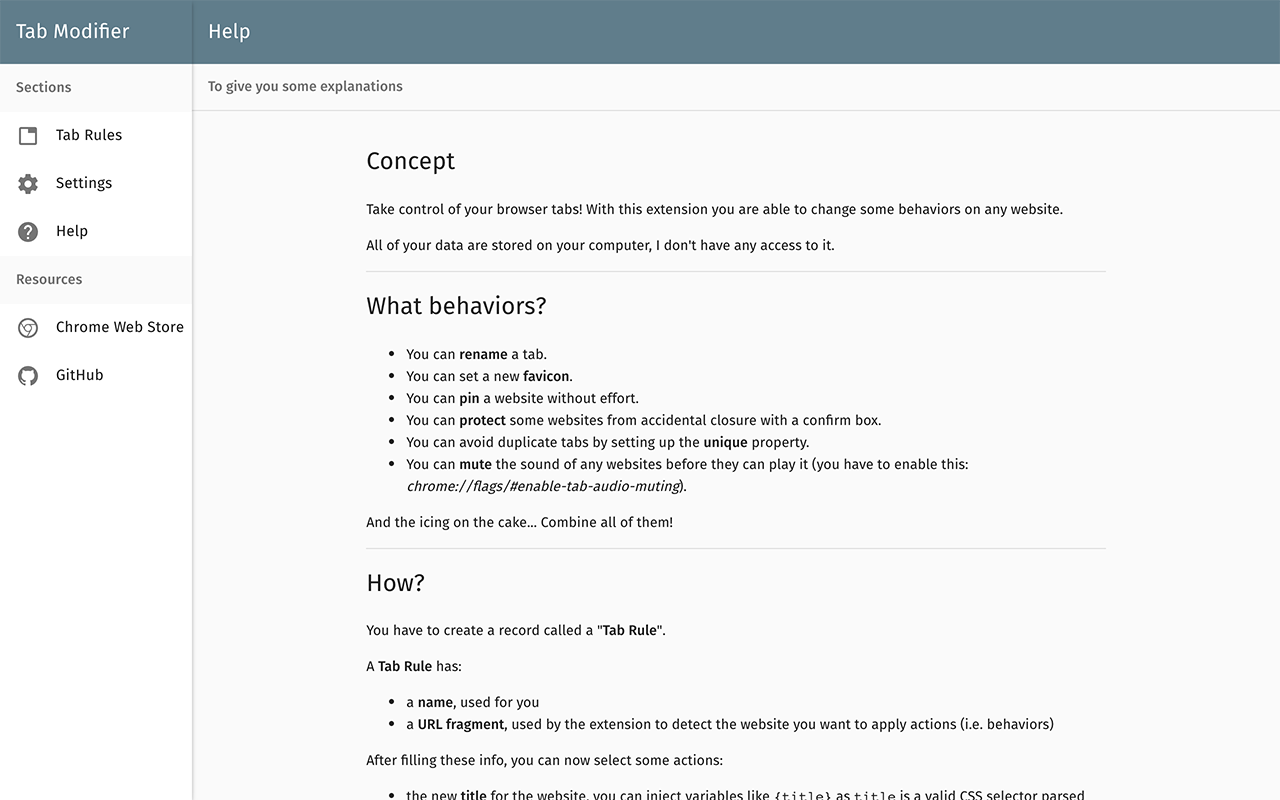 Tab Modifier
Help
Sections
To give you some explanations
Tab Rules
Settings
Help
Resources
Chrome Web Store
GitHub
Concept
Take control of your browser tabs! With this extension you are able to change some behaviors on any website.
All of your data are stored on your computer, I don't have any access to it.
What behaviors?
• You can rename a tab.
• You can set a new favicon.
• You can pin a website without effort.
• You can protect some websites from accidental closure with a confirm box.
• You can avoid duplicate tabs by setting up the unique property.
• You can mute the sound of any websites before they can play it (you have to enable this:
chrome://flags/#enable-tab-audio-muting).
And the icing on the cake... Combine all of them!
How?
You have to create a record called a "Tab Rule".
A Tab Rule has:
• a name, used for you
• a URL fragment, used by the extension to detect the website you want to apply actions (i.e. behaviors)
After filling these info, you can now select some actions:
• the new title for the website, you can inject variables like {title} as title is a valid CSS selector parsed